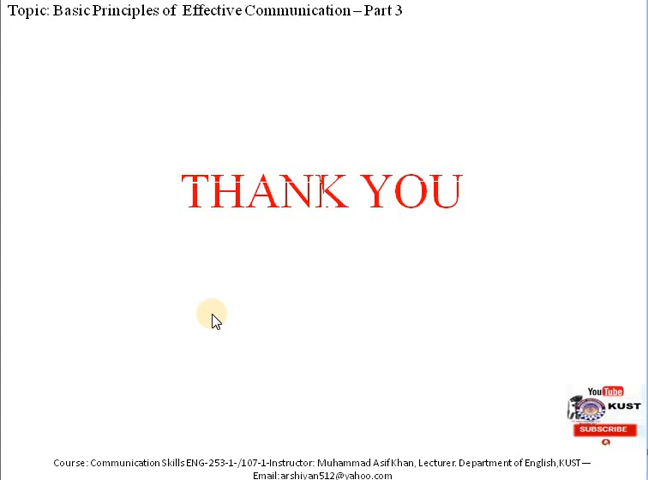 Topic: Basic Principles of Effective Communication – Part 3
THANK YOU
YouTube
KUST
SUBSCRIBE
Course: Communication Skills ENG-253-1-/107-1-Instructor: Muhammad Asif Khan, Lecturer. Department of English,KUST—
Email:arshiyan512@yahoo.com